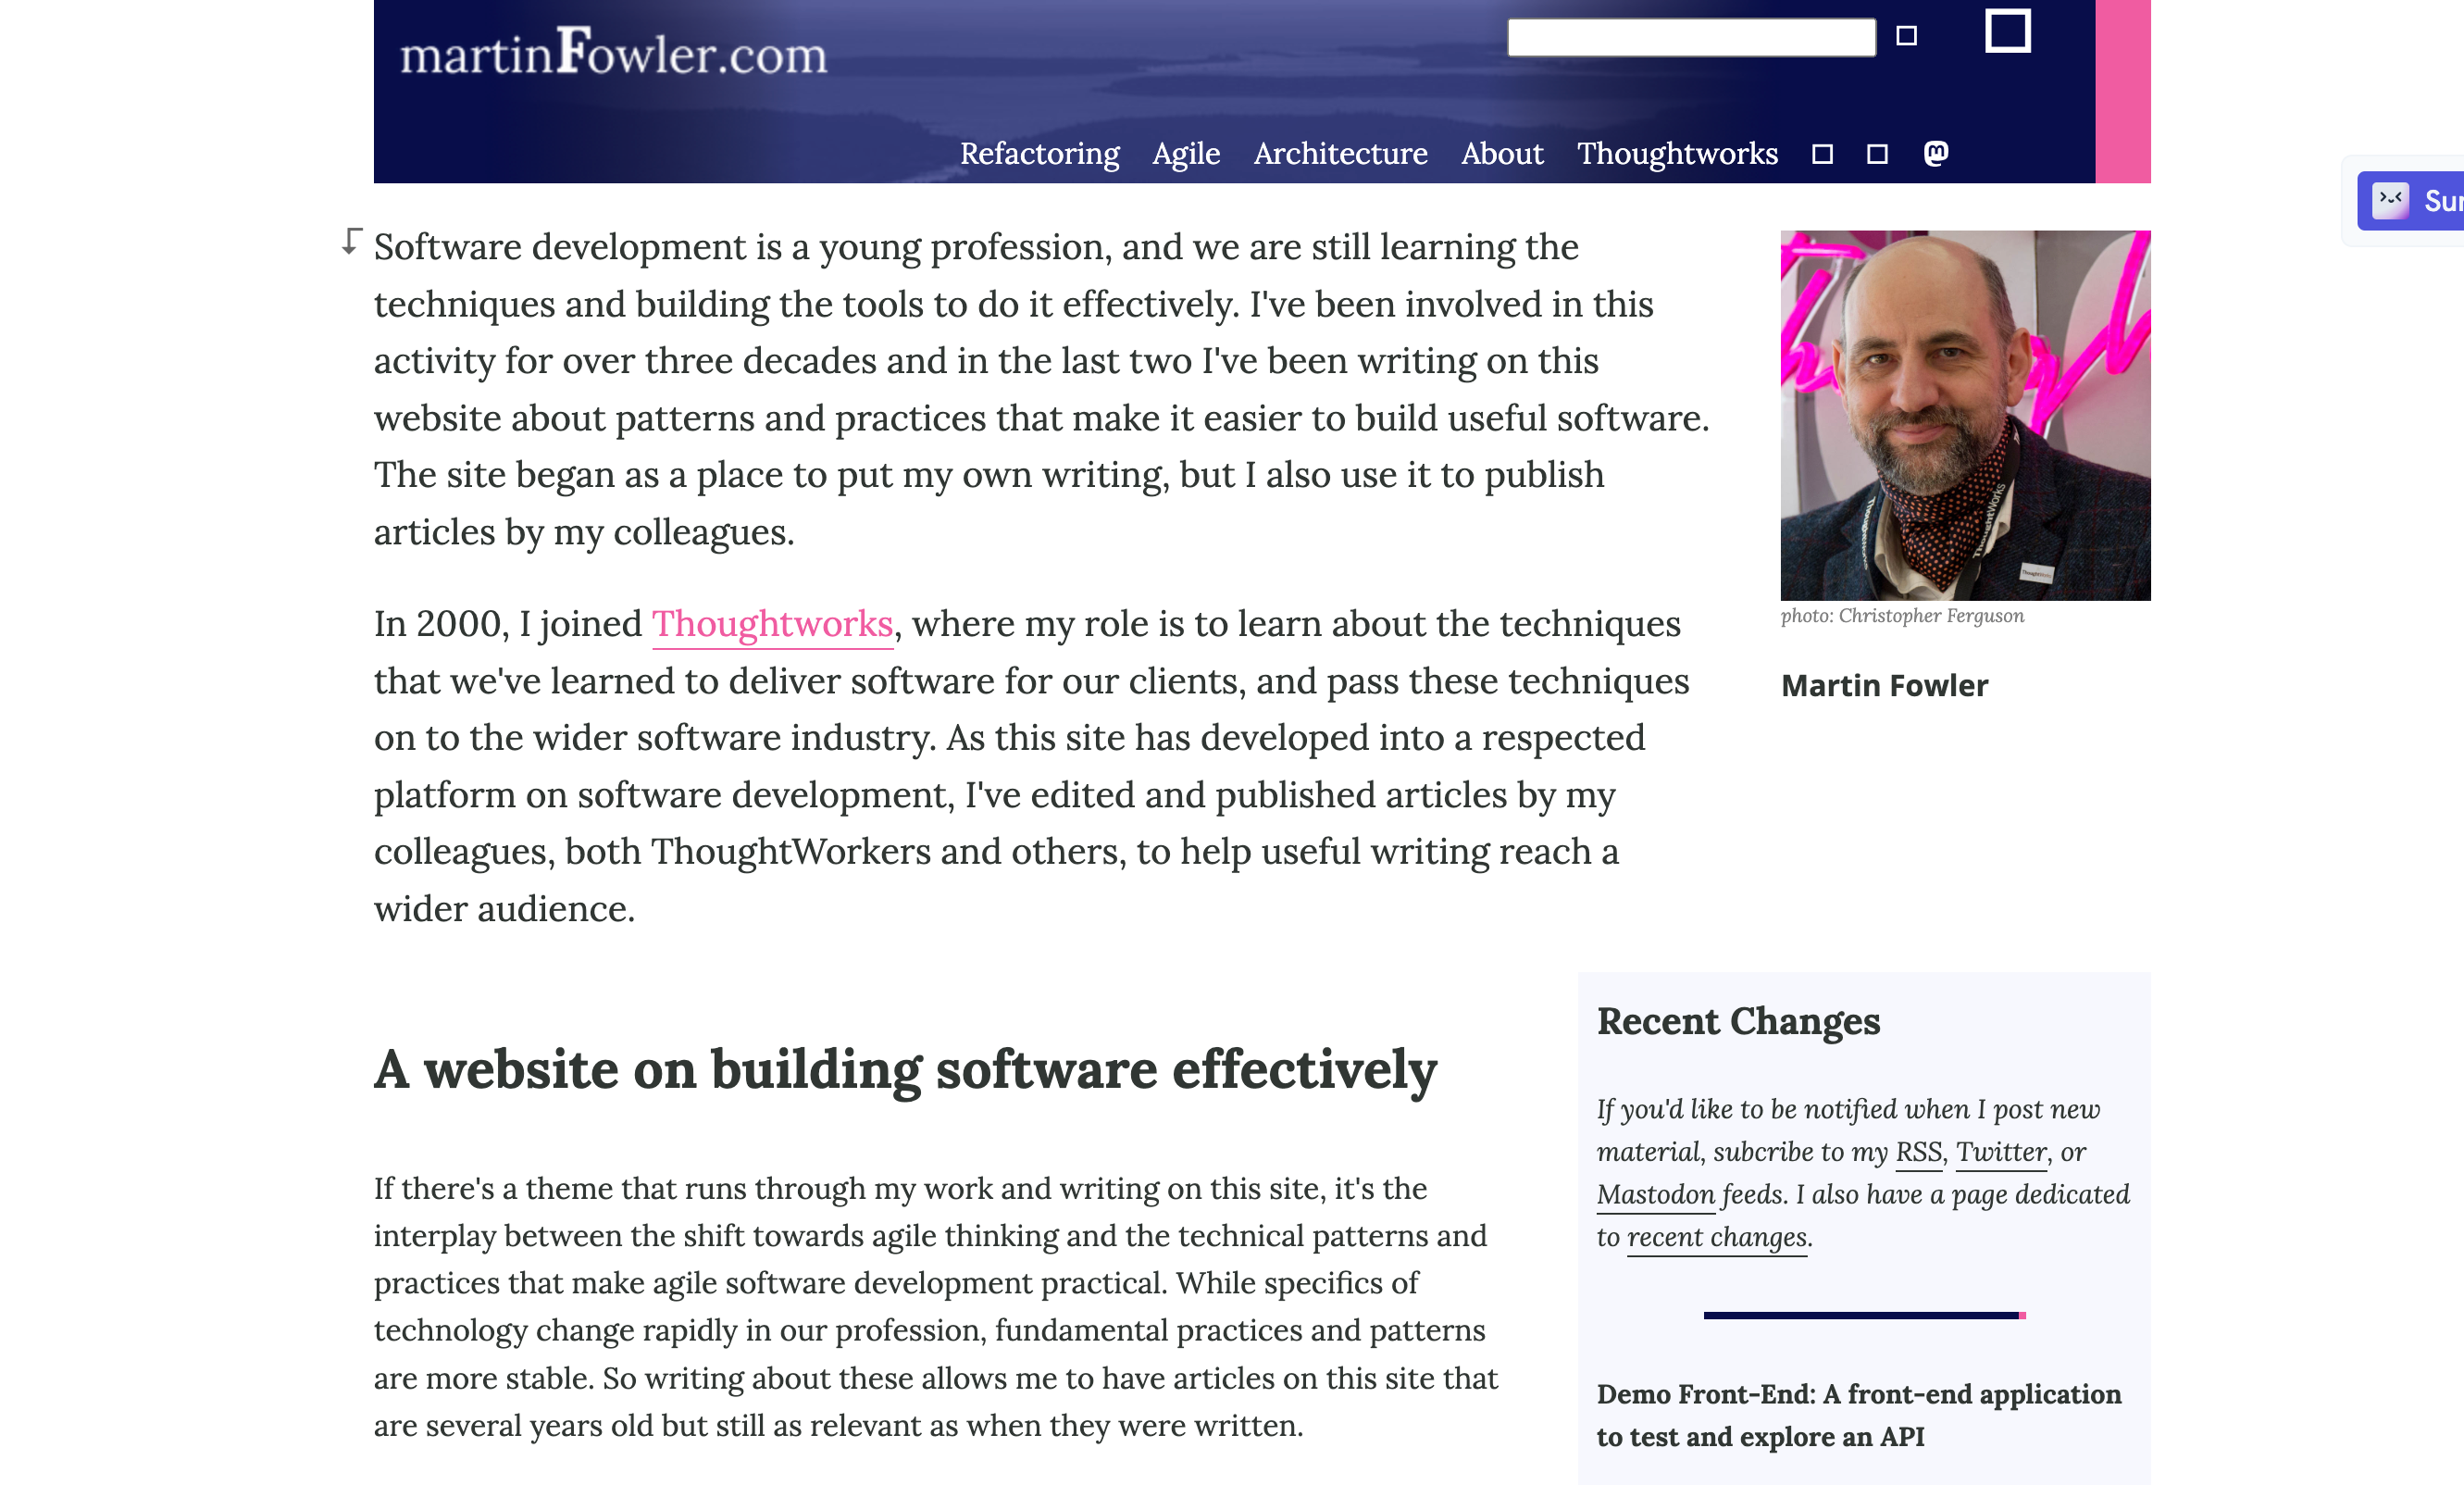 martinFowler.com
Refactoring Agile Architecture About Thoughtworks
Software development is a young profession, and we are still learning the
techniques and building the tools to do it effectively. I've been involved in this
activity for over three decades and in the last two I've been writing on this
website about patterns and practices that make it easier to build useful software.
The site began as a place to put my own writing, but I also use it to publish
articles by my colleagues.
In 2000, I joined Thoughtworks, where my role is to learn about the techniques
that we've learned to deliver software for our clients, and pass these techniques
on to the wider software industry. As this site has developed into a respected
platform on software development, I've edited and published articles by my
colleagues, both ThoughtWorkers and others, to help useful writing reach a
wider audience.
photo: Christopher Ferguson
Martin Fowler
A website on building software effectively
If there's a theme that runs through my work and writing on this site, it's the
interplay between the shift towards agile thinking and the technical patterns and
practices that make agile software development practical. While specifics of
technology change rapidly in our profession, fundamental practices and patterns
are more stable. So writing about these allows me to have articles on this site that
are several years old but still as relevant as when they were written.
Recent Changes
If you'd like to be notified when I post new
material, subcribe to my RSS, Twitter, or
Mastodon feeds. I also have a page dedicated
to recent changes.
Demo Front-End: A front-end application
to test and explore an API